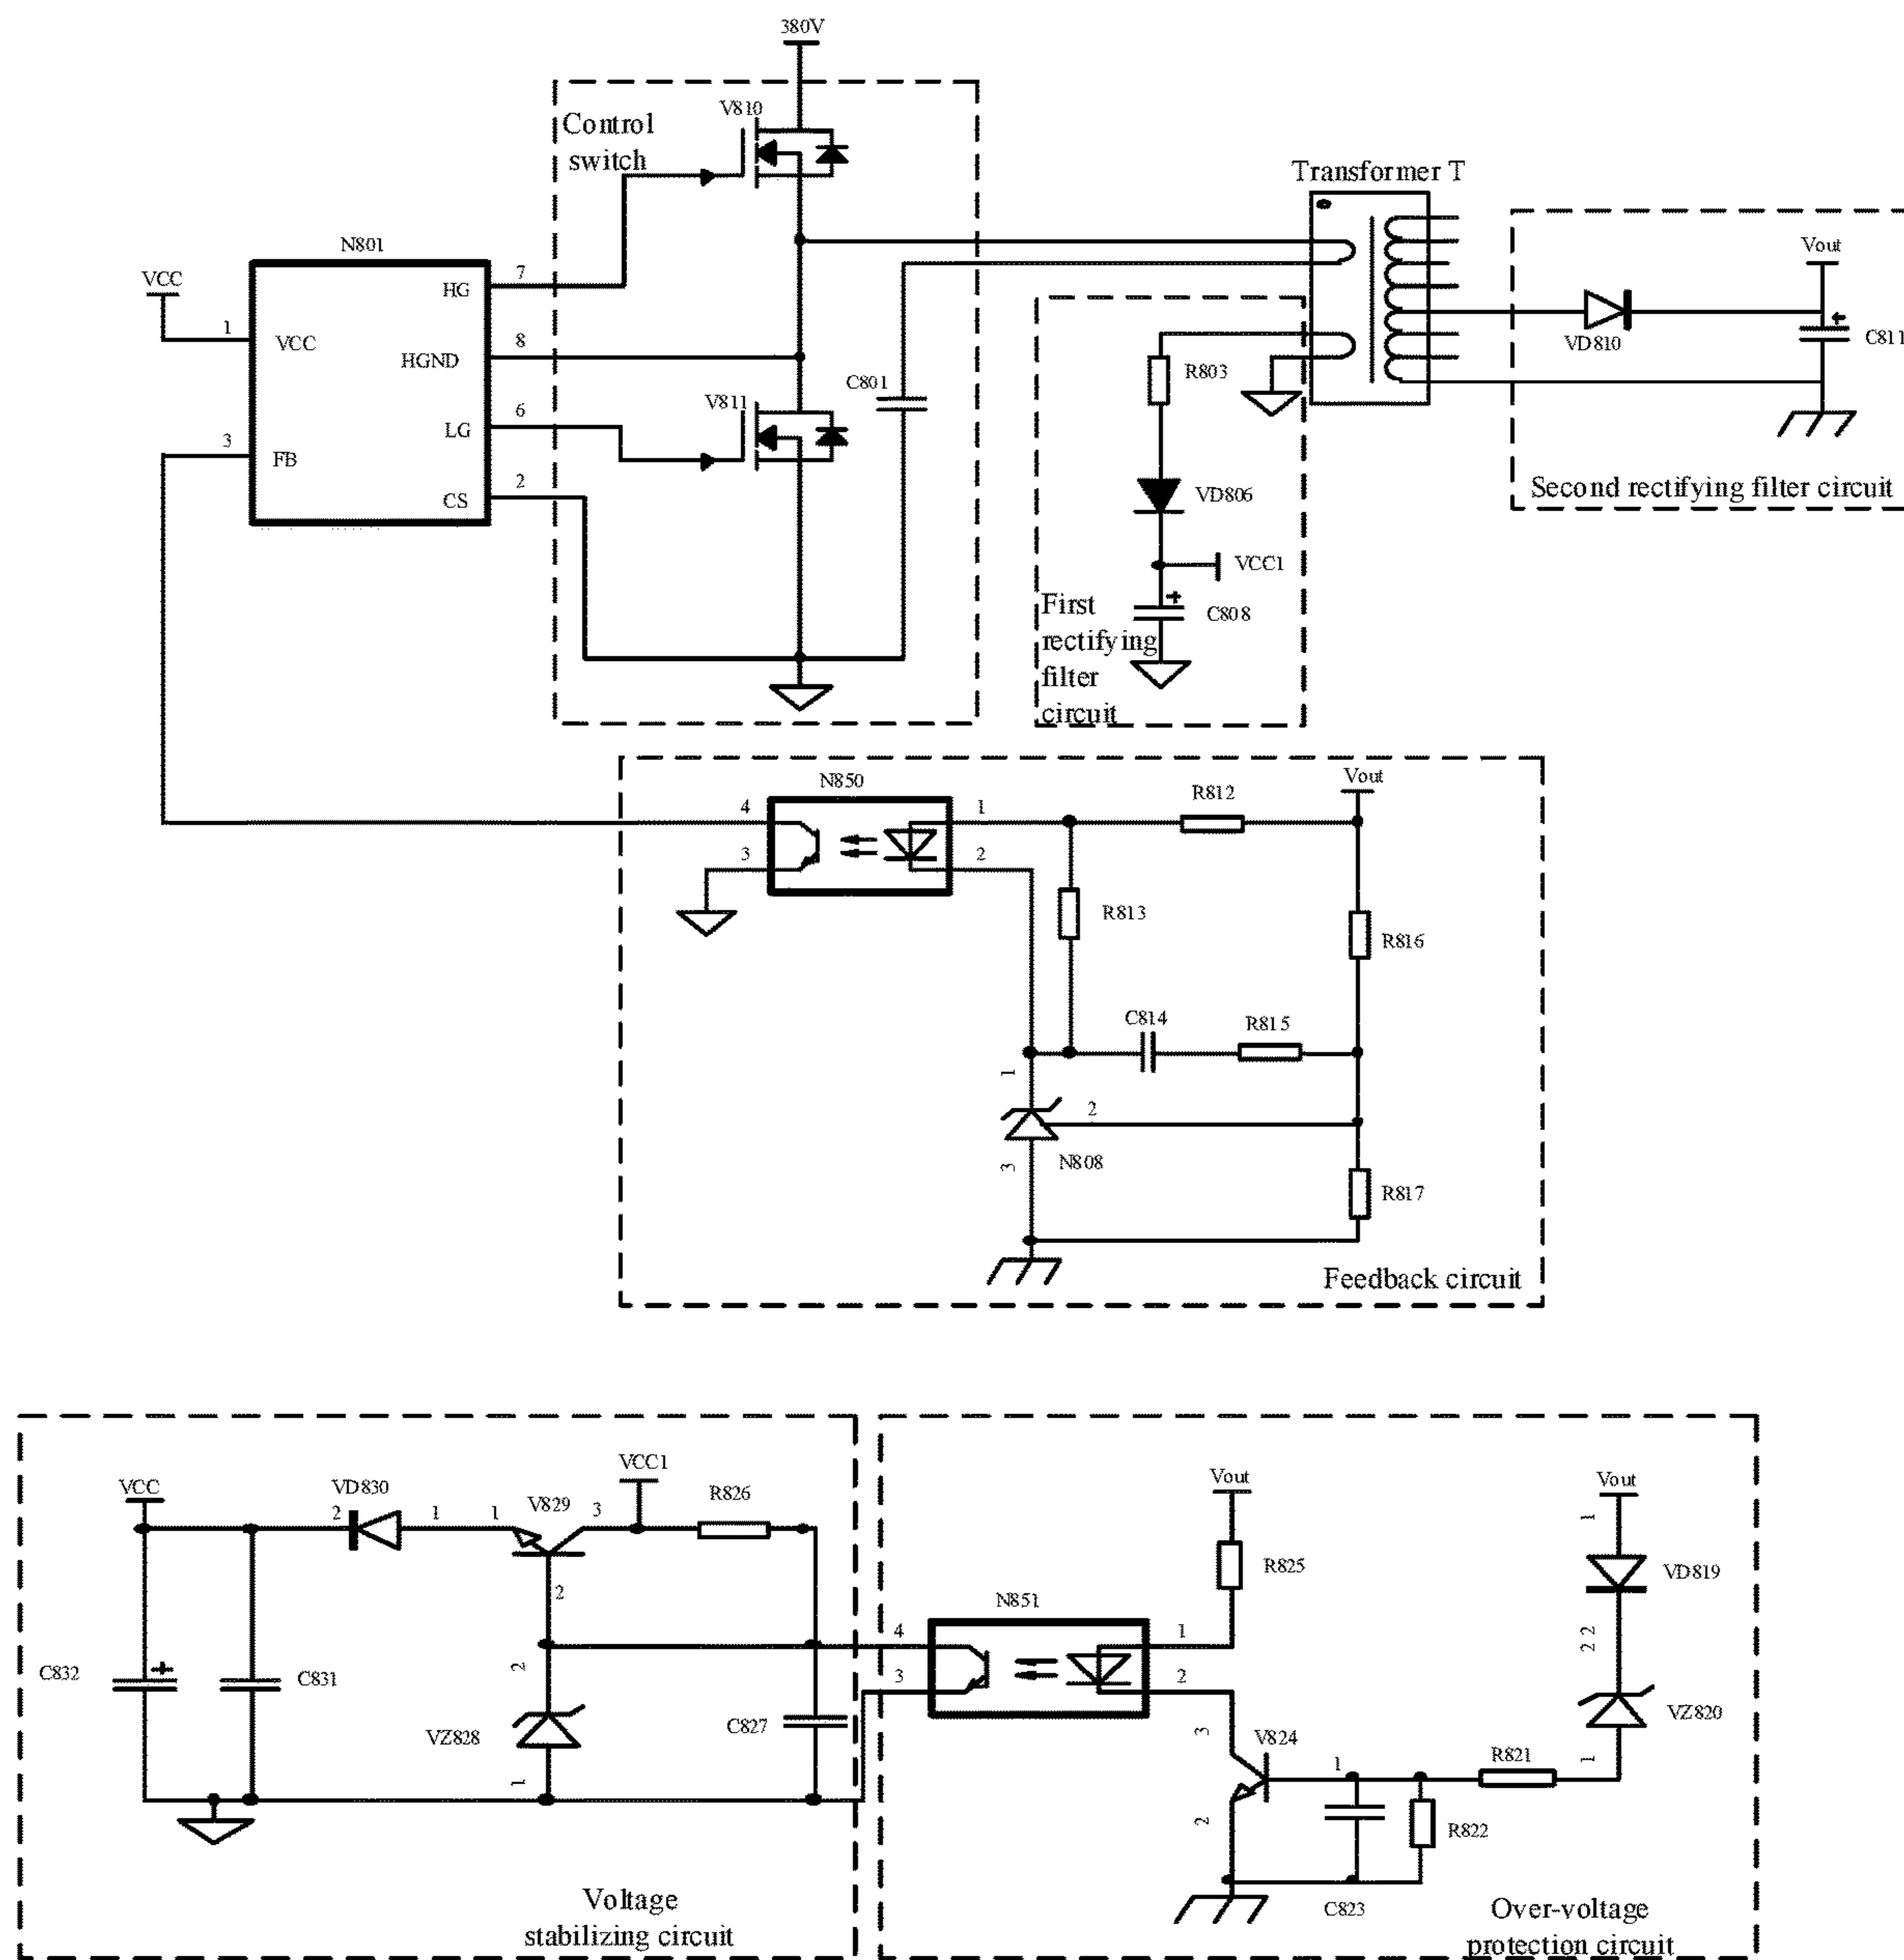 380V
V810
Control
switch
Transformer T
N801
VCC
7
HG
1
VCC
8
HGND
C801
V811
6
LG
3
FB
2
CS
R803
VD806
VCC1
C808
First
rectifying
filter
circuit
Vout
VD810
C811
Second rectifying filter circuit
N850
4
3
1
2
R812
Vout
R813
R816
C814
R815
1
2
3
N808
R817
Feedback circuit
VCC
VD830
2
1
1
V829
3
VCC1
R826
2
C832
C831
2
VZ828
1
C827
Voltage
stabilizing circuit
Vout
R825
N851
4
3
1
2
3
V824
2
1
C823
R822
R821
Vout
1
VD819
2 2
VZ820
1
Over-voltage
protection circuit